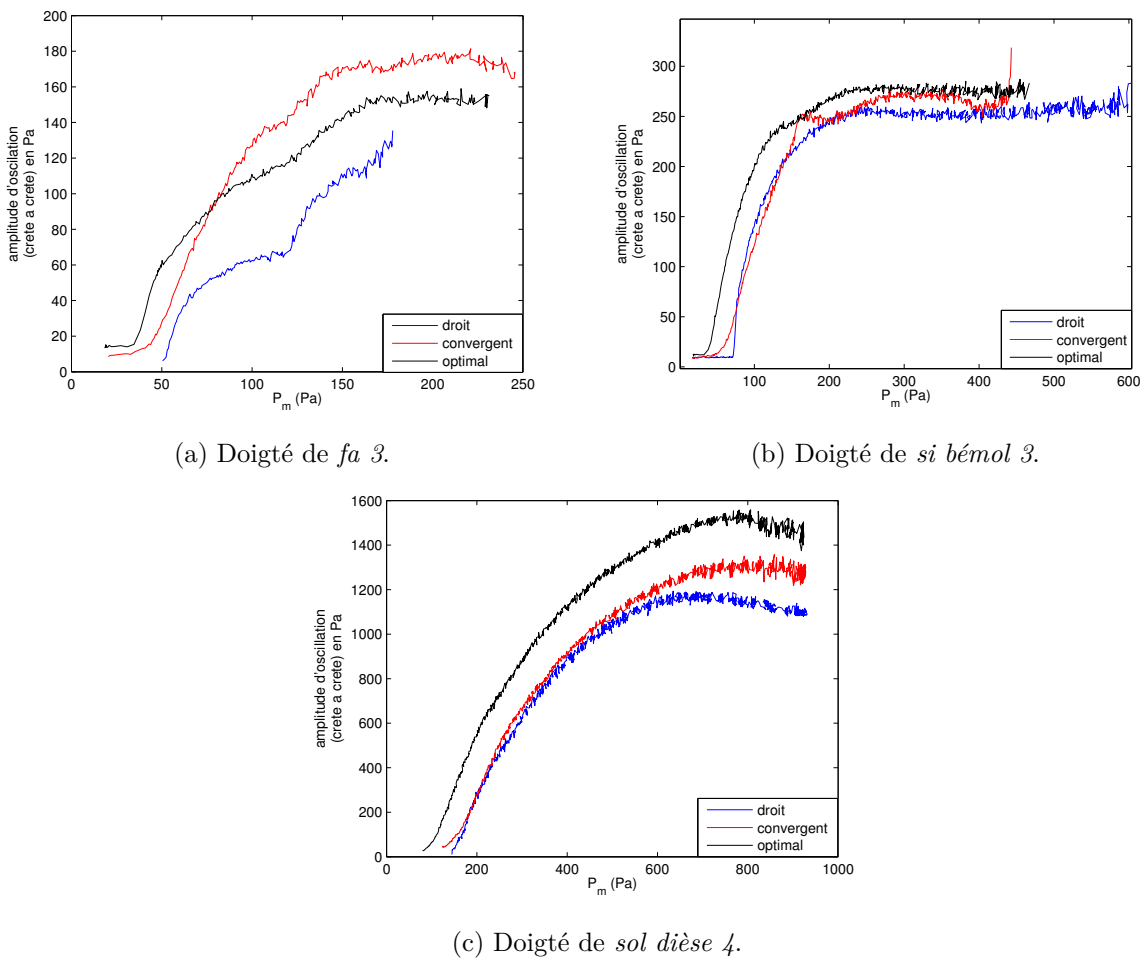 200
180
160
140
120
100
80
60
40
20
0
0 50 100 150 200 250
amplitude d'oscilation
(crete a crete) en Pa
P_m (Pa)
droit
convergent
optimal
(a) Doigté de fa 3.
300
250
200
150
100
50
0
100 200 300 400 500 600
amplitude d'oscillation
(crete a crete) en Pa
P_m (Pa)
droit
convergent
optimal
(b) Doigté de si bémol 3.
1600
1400
1200
1000
800
600
400
200
0
0 200 400 600 800 1000
amplitude d'oscillation
(crete a crete) en Pa
P_m (Pa)
droit
convergent
optimal
(c) Doigté de sol dièse 4.